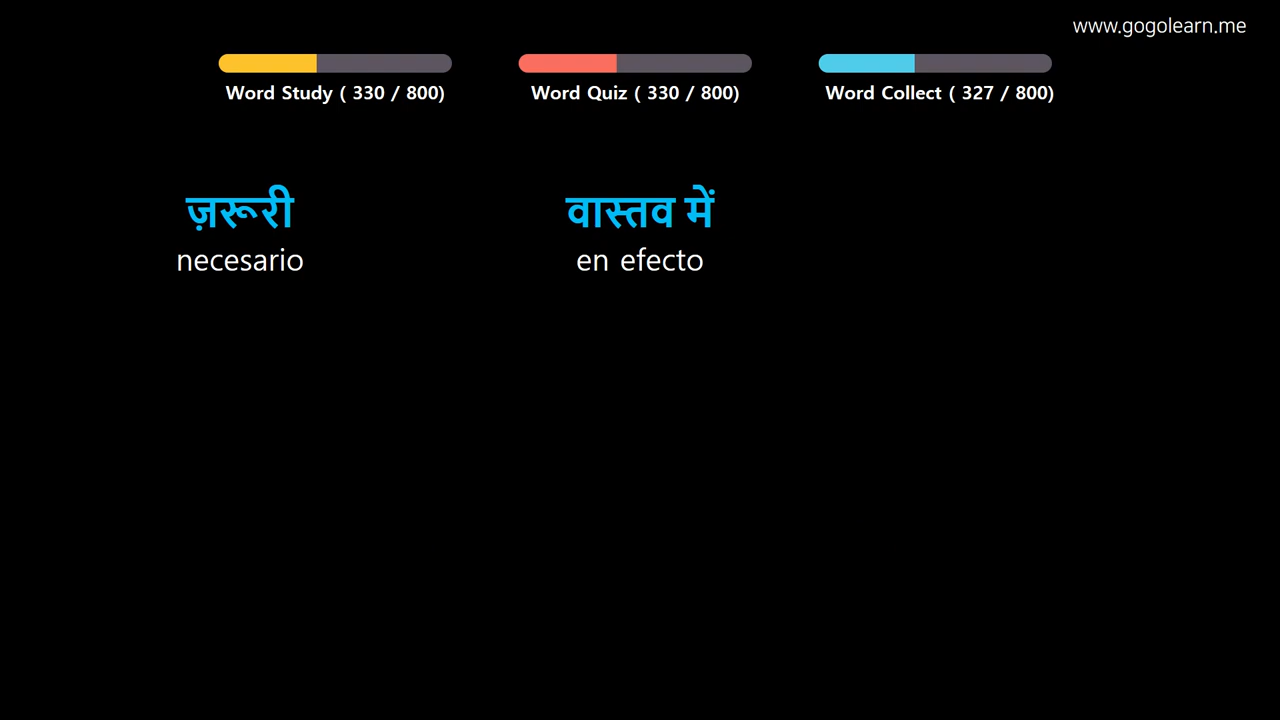 www.gogolearn.me
Word Study ( 330 / 800)
Word Quiz ( 330 / 800)
Word Collect ( 327 / 800)
ज़रूरी
necesario
वास्तव में
en efecto